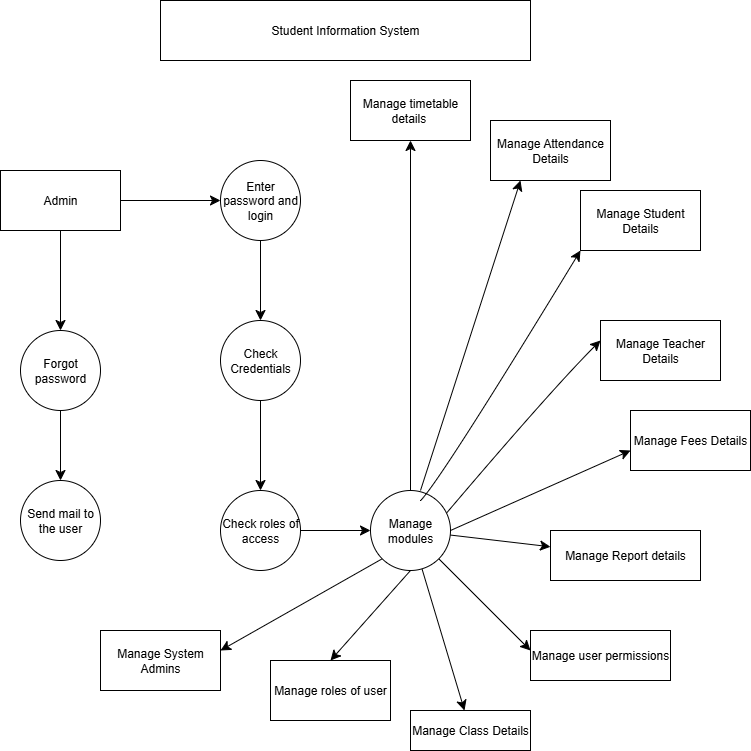 Student Information System
Manage timetable
details
Manage Attendance
Details
Manage Student
Details
Admin
Enter
password and
login
Manage Teacher
Details
Forgot
password
Check
Credentials
Manage Fees Details
Send mail to
the user
Check roles of
access
Manage
modules
Manage Report details
Manage System
Admins
Manage roles of user
Manage user permissions
Manage Class Details